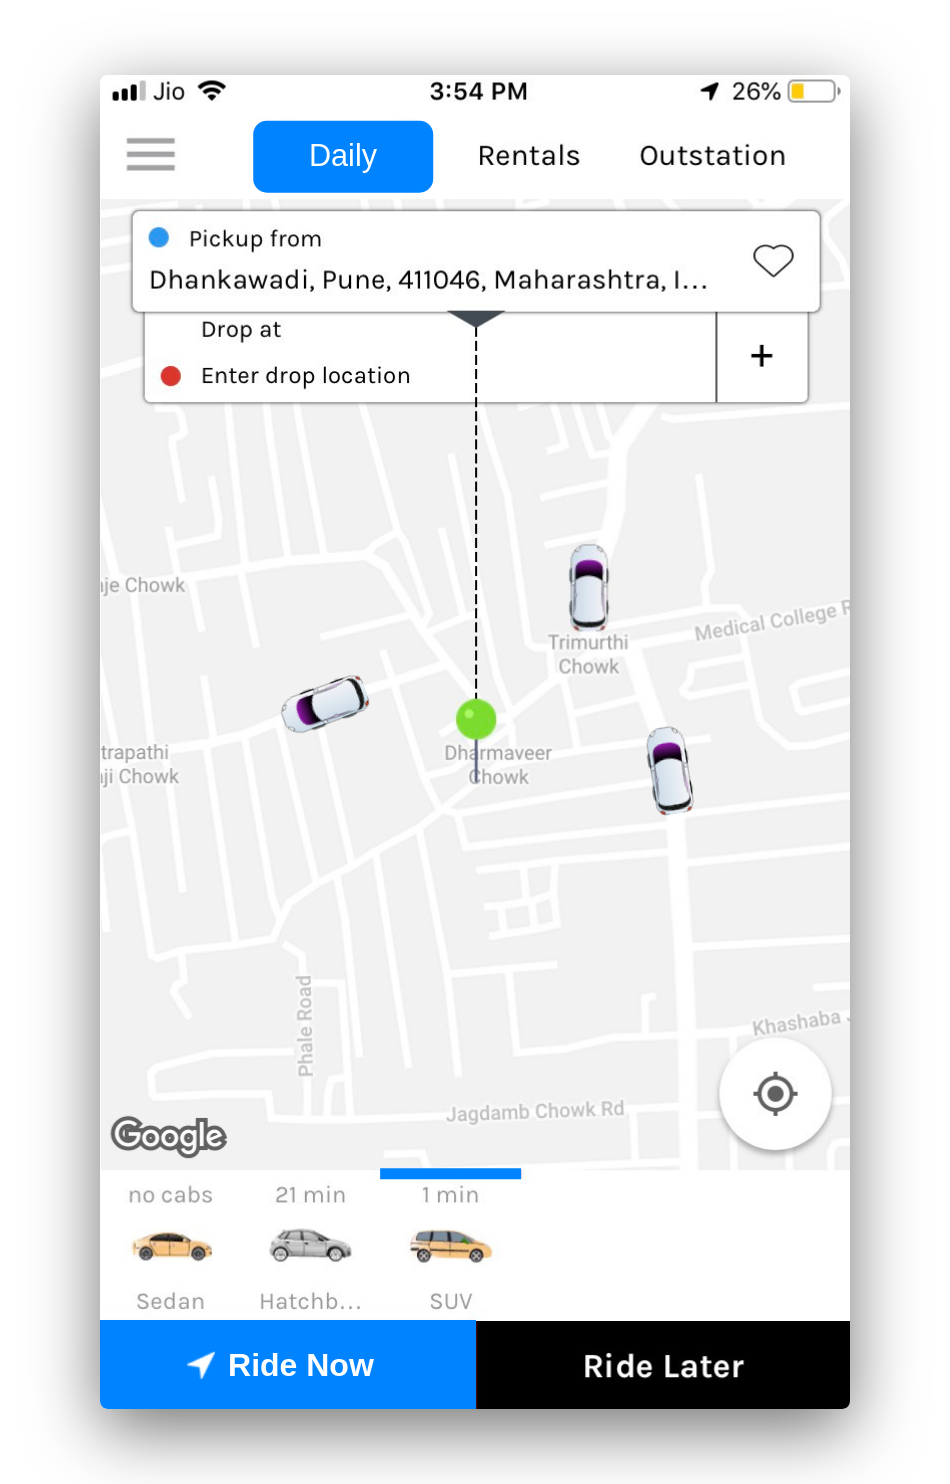 Jio
3:54 PM
26%
Daily
Rentals
Outstation
Pickup from
Dhankawadi, Pune, 411046, Maharashtra, I...
Drop at
Enter drop location
+
je Chowk
Trimurthi
Chowk
Medical College R
trapathi
ji Chowk
Dharmaveer
Chowk
Phale Road
Khashaba J
Jagdamb Chowk Rd
Google
no cabs
21 min
1 min
Sedan
Hatchb...
SUV
Ride Now
Ride Later